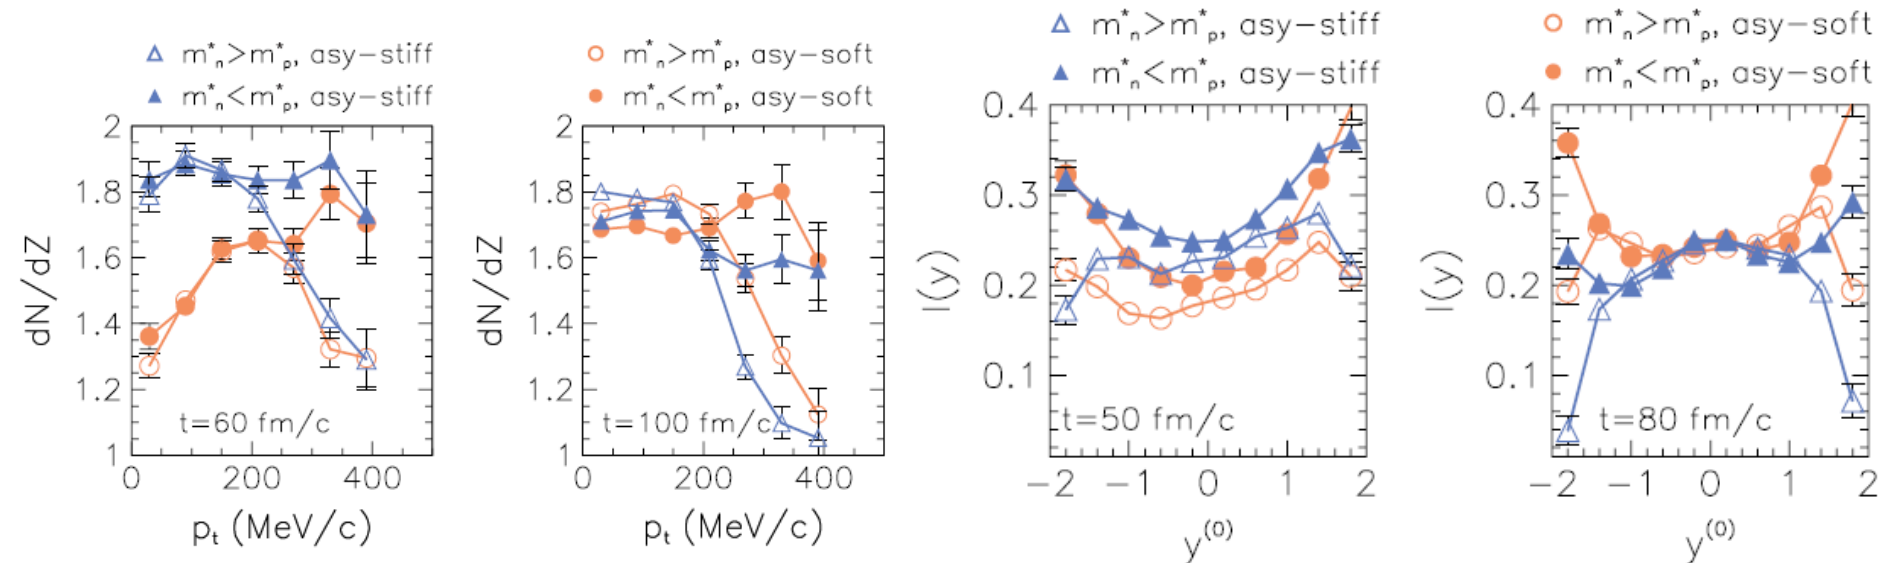 m*n>m*p, asy-stiff
m*n<m*p, asy-stiff
2
1.8
1.6
1.4
1.2
1
dN/dZ
t=60 fm/c
0
200
400
pt (MeV/c)
m*n>m*p, asy-soft
m*n<m*p, asy-soft
2
1.8
1.6
1.4
1.2
1
dN/dZ
t=100 fm/c
0
200
400
pt (MeV/c)
m*n>m*p, asy-stiff
m*n<m*p, asy-stiff
0.4
0.3
0.2
0.1
I(y)
t=50 fm/c
-2
-1
0
1
2
y(0)
m*n>m*p, asy-soft
m*n<m*p, asy-soft
0.4
0.3
0.2
0.1
I(y)
t=80 fm/c
-2
-1
0
1
2
y(0)